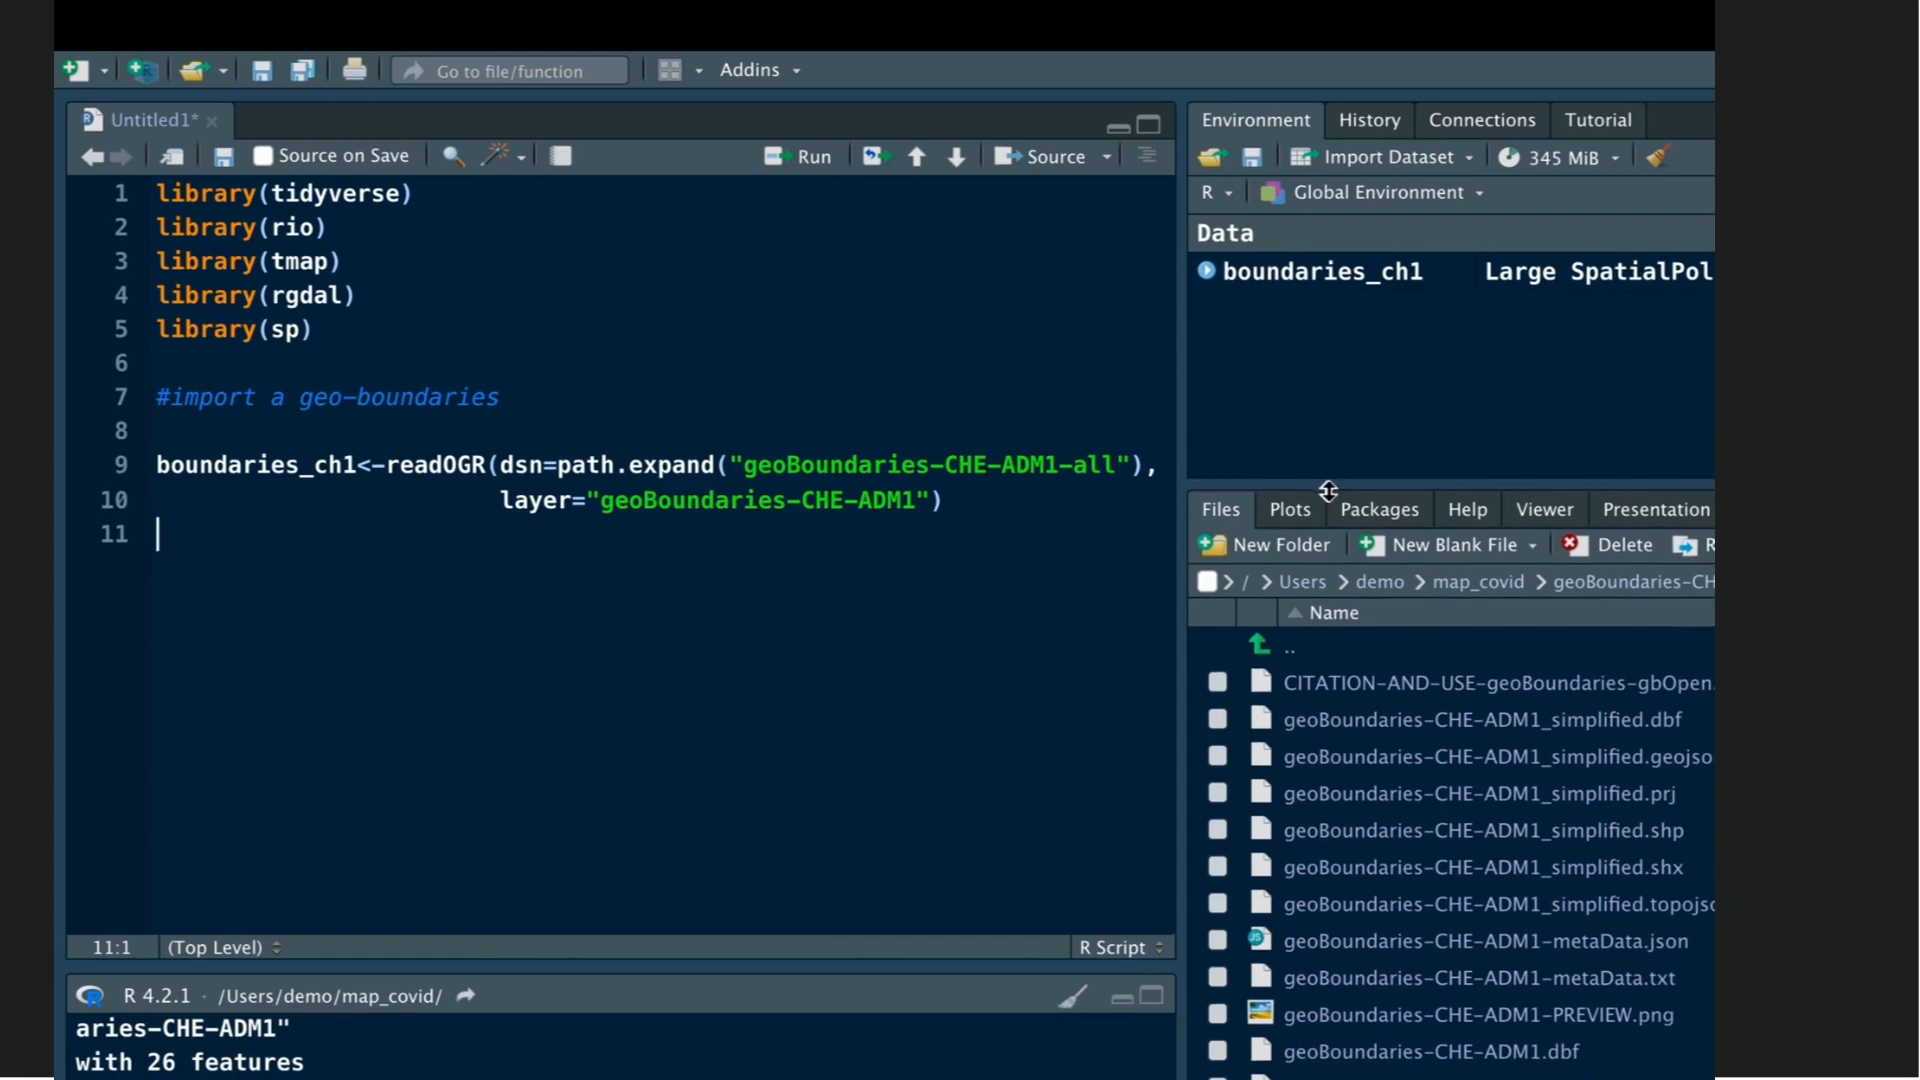 Go to file/function
Addins
Untitled1*
Source on Save
Run
Source
1 library(tidyverse)
2 library(rio)
3 library(tmap)
4 library(rgdal)
5 library(sp)
6
7 #import a geo-boundaries
8
9 boundaries_ch1<-readOGR(dsn=path.expand("geoBoundaries-CHE-ADM1-all"),
10 layer="geoBoundaries-CHE-ADM1")
11
11:1 (Top Level)
R Script
R 4.2.1 · /Users/demo/map_covid/
aries-CHE-ADM1"
with 26 features
Environment History Connections Tutorial
Import Dataset 345 MiB
R Global Environment
Data
boundaries_ch1 Large SpatialPol
Files Plots Packages Help Viewer Presentation
New Folder New Blank File Delete R
/ Users demo map_covid geoBoundaries-CH
Name
..
CITATION-AND-USE-geoBoundaries-gbOpen.
geoBoundaries-CHE-ADM1_simplified.dbf
geoBoundaries-CHE-ADM1_simplified.geojso
geoBoundaries-CHE-ADM1_simplified.prj
geoBoundaries-CHE-ADM1_simplified.shp
geoBoundaries-CHE-ADM1_simplified.shx
geoBoundaries-CHE-ADM1_simplified.topojso
geoBoundaries-CHE-ADM1-metaData.json
geoBoundaries-CHE-ADM1-metaData.txt
geoBoundaries-CHE-ADM1-PREVIEW.png
geoBoundaries-CHE-ADM1.dbf